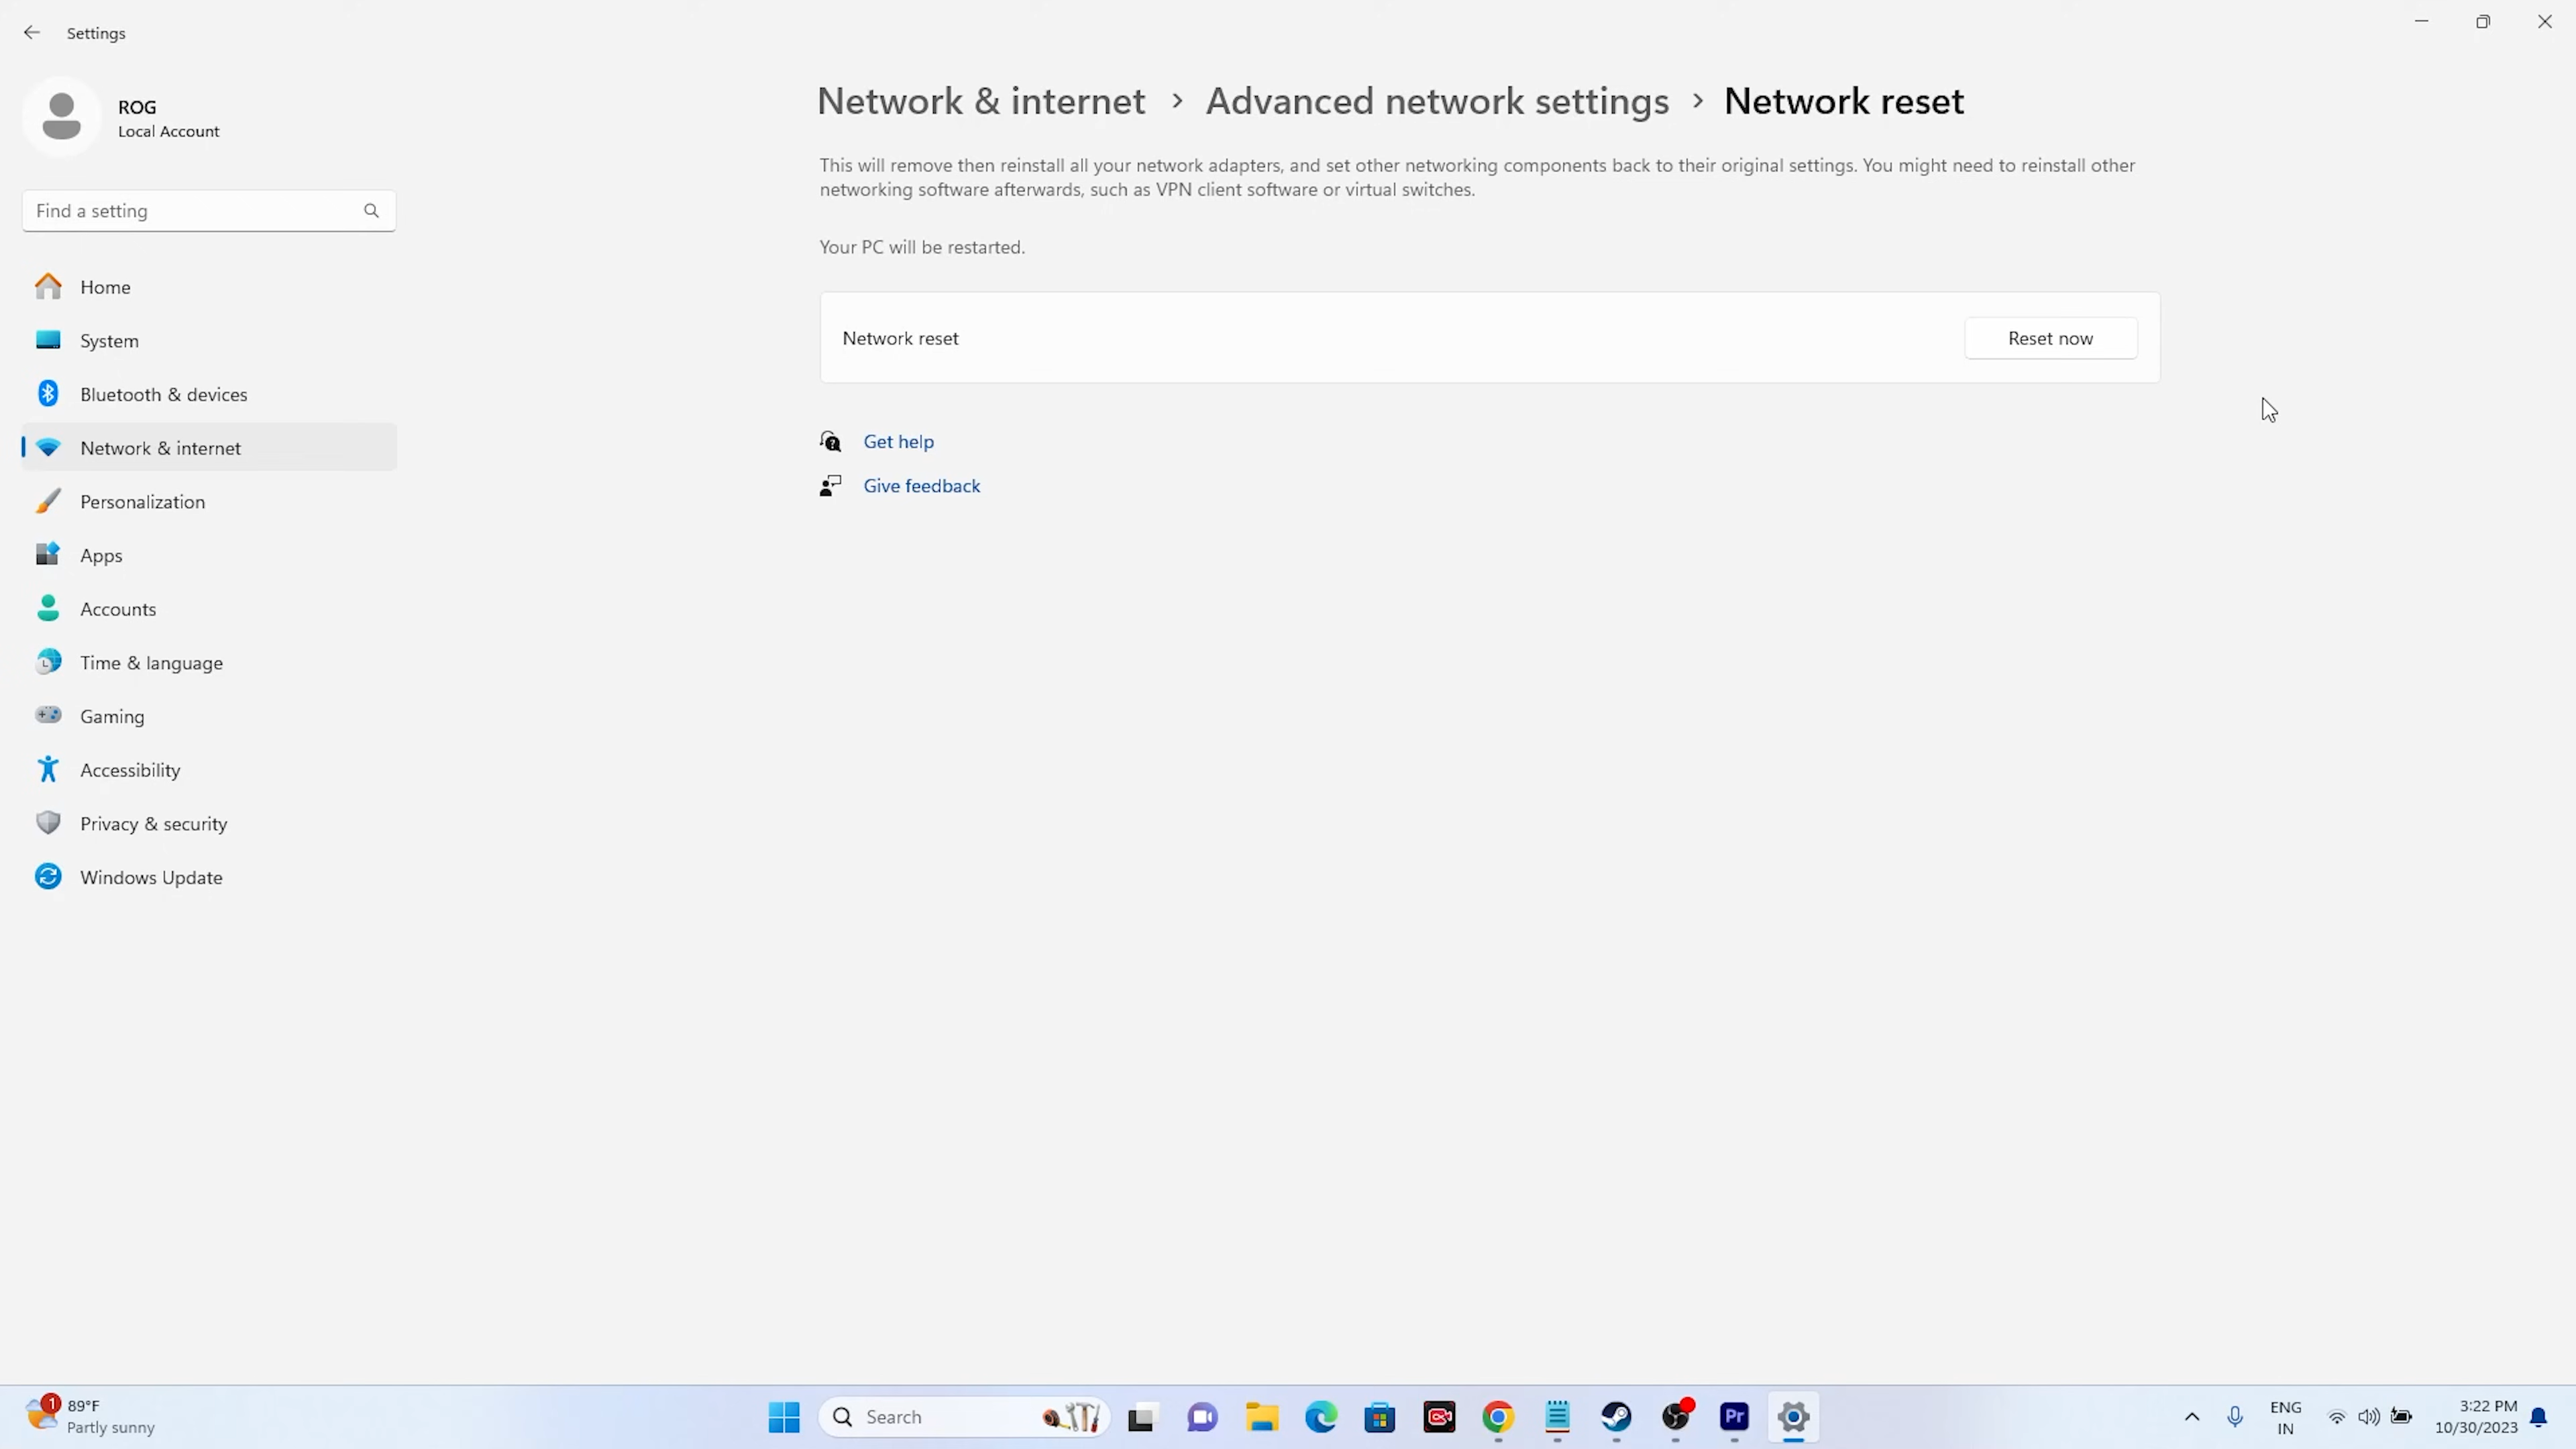 Settings
ROG
Local Account
Find a setting
Home
System
Bluetooth & devices
Network & internet
Personalization
Apps
Accounts
Time & language
Gaming
Accessibility
Privacy & security
Windows Update
Network & internet > Advanced network settings > Network reset
This will remove then reinstall all your network adapters, and set other networking components back to their original settings. You might need to reinstall other
networking software afterwards, such as VPN client software or virtual switches.
Your PC will be restarted.
Network reset
Reset now
Get help
Give feedback
1
89°F
Partly sunny
Search
Pr
ENG
IN
3:22 PM
10/30/2023